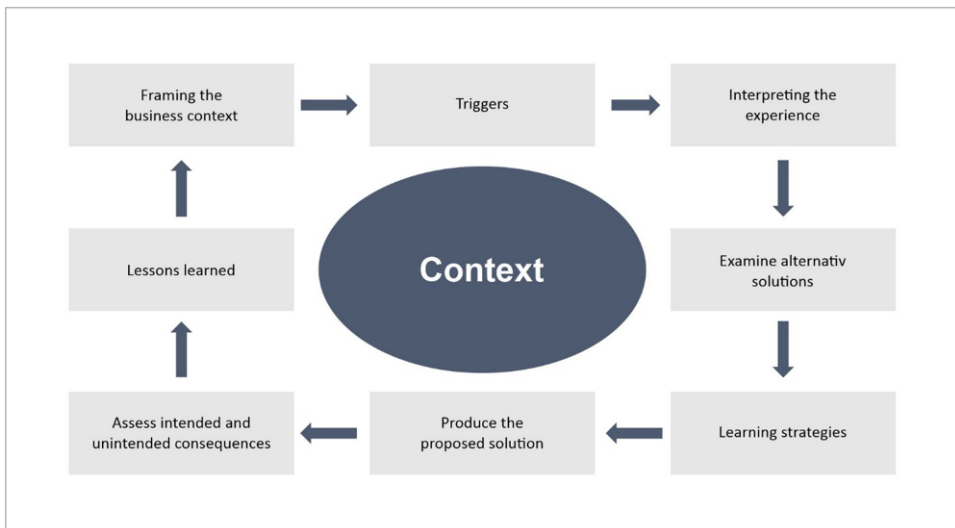 Framing the
business context
Triggers
Interpreting the
experience
Lessons learned
Context
Examine alternativ
solutions
Assess intended and
unintended consequences
Produce the
proposed solution
Learning strategies